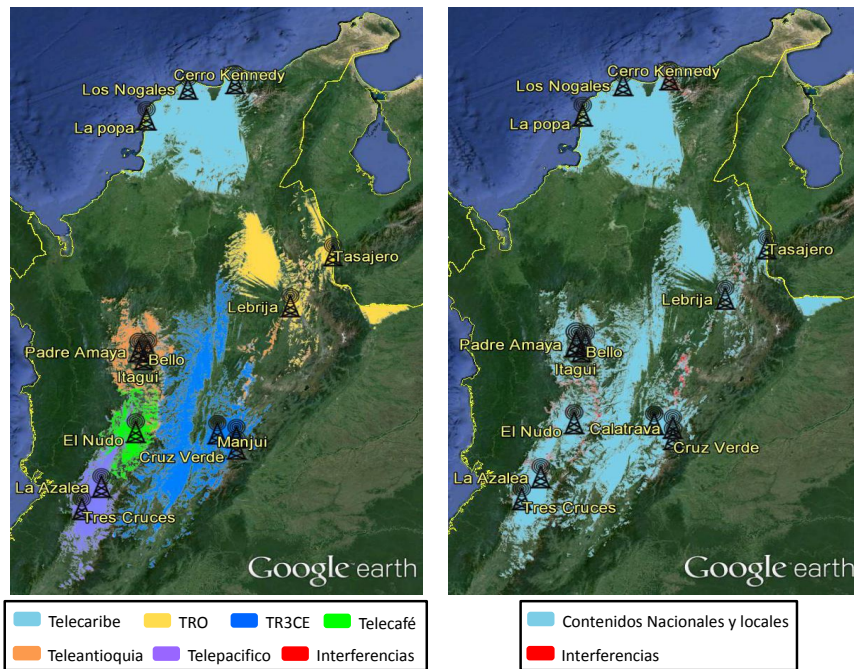 Cerro Kennedy
Los Nogales
La popa
Tasajero
Lebrija
Padre Amaya
Bello
Itagui
El Nudo
Manjui
Cruz Verde
La Azalea
Tres Cruces
Google earth
Telecaribe
TRO
TR3CE
Telecafé
Teleantioquia
Telepacifico
Interferencias
Cerro Kennedy
Los Nogales
La popa
Tasajero
Lebrija
Padre Amaya
Bello
Itagui
El Nudo
Calatrava
Cruz Verde
La Azalea
Tres Cruces
Google earth
Contenidos Nacionales y locales
Interferencias